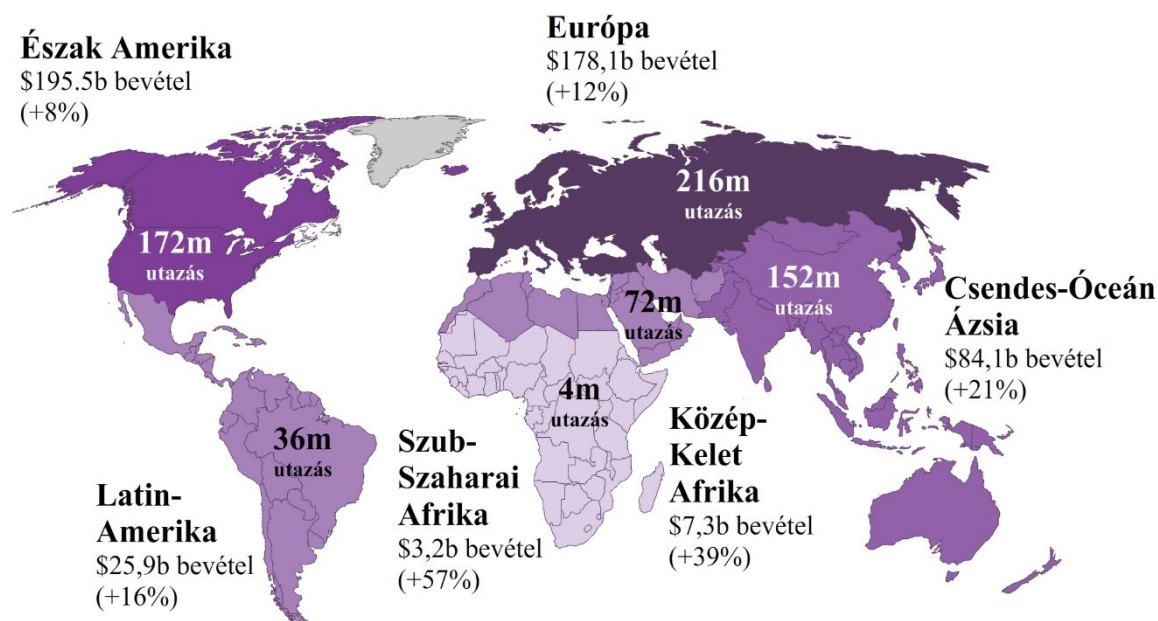 Észak Amerika
$195.5b bevétel
(+8%)
Európa
$178,1b bevétel
(+12%)
216m
utazás
172m
utazás
152m
utazás
72m
utazás
Csendes-Óceán
Ázsia
$84,1b bevétel
(+21%)
4m
utazás
36m
utazás
Szub-
Szaharai
Afrika
$3,2b bevétel
(+57%)
Közép-
Kelet
Afrika
$7,3b bevétel
(+39%)
Latin-
Amerika
$25,9b bevétel
(+16%)